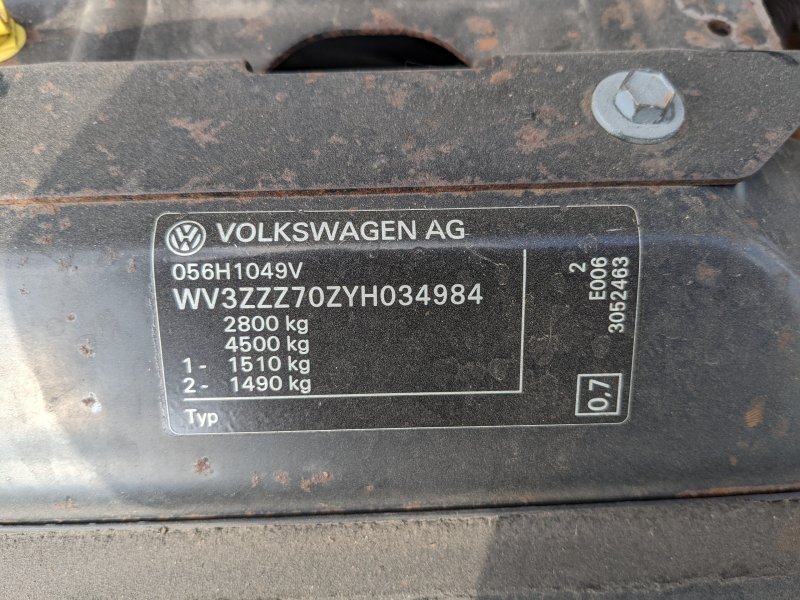 VOLKSWAGEN AG
056H1049V
WV3ZZZ70ZYH034984
2800 kg
4500 kg
1- 1510 kg
2- 1490 kg
Typ
2
E006
3052463
0,7